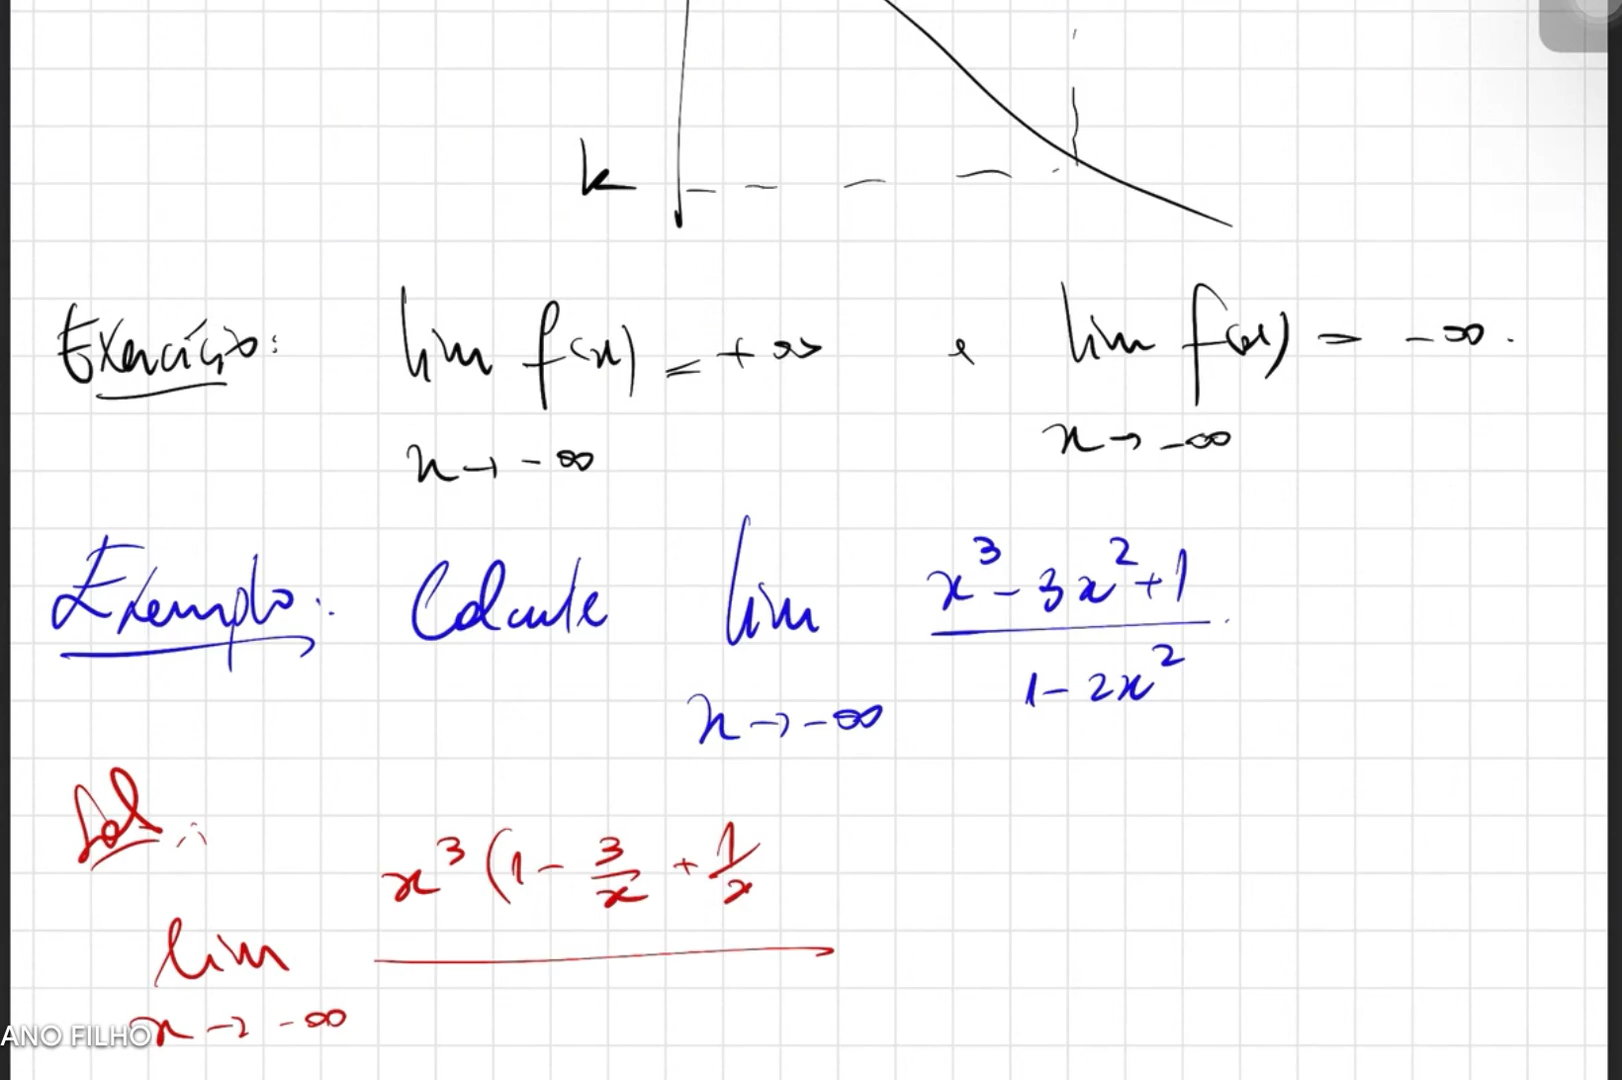 k
Exercício: lim f(x) = +∞ e lim f(x) = -∞.
x→-∞ x→-∞
Exemplo: Calcule lim x³-3x²+1
x→-∞ 1-2x²
Sol.:
lim x³(1-3/x+1/x
x→-∞
ANO FILHO